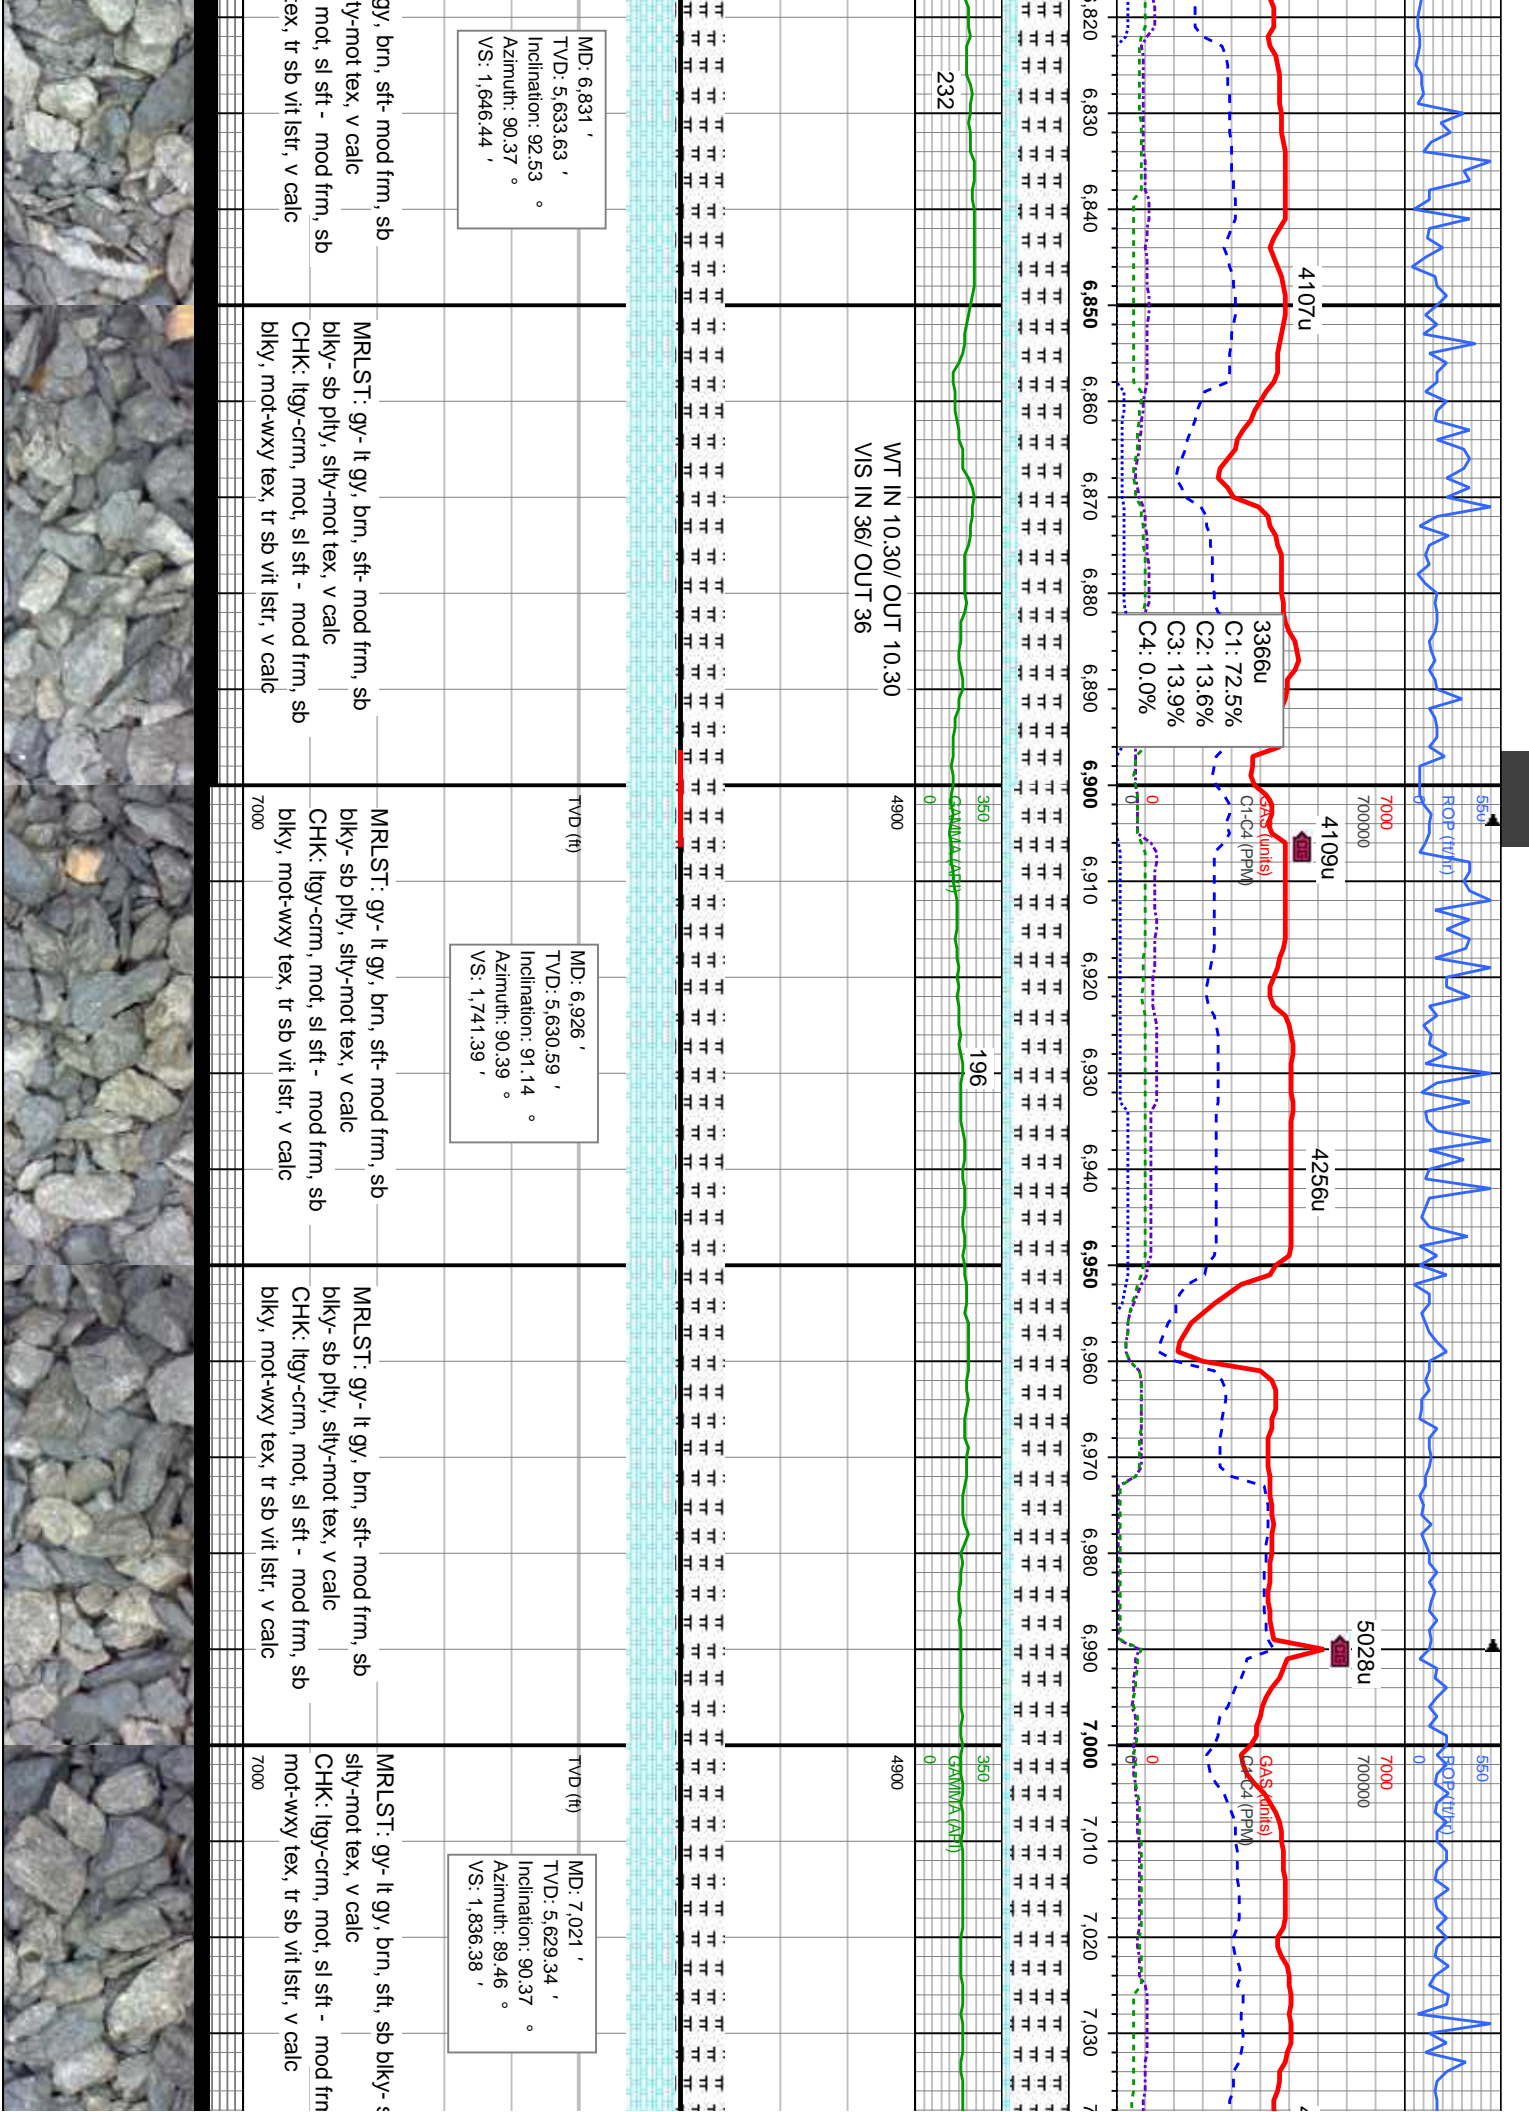 550
ROP (ft/hr)
0
550
ROP (ft/hr)
0
4107u
4109u
4256u
5028u
7000
700000
GAS (units)
C1-C4 (PPM)
0
0
7000
700000
GAS (units)
C1-C4 (PPM)
0
0
3366u
C1: 72.5%
C2: 13.6%
C3: 13.9%
C4: 0.0%
6,820
6,830
6,840
6,850
6,860
6,870
6,880
6,890
6,900
6,910
6,920
6,930
6,940
6,950
6,960
6,970
6,980
6,990
7,000
7,010
7,020
7,030
232
196
350
GAMMA (API)
0
350
GAMMA (API)
0
4900
4900
WT IN 10.30/ OUT 10.30
VIS IN 36/ OUT 36
MD: 6,831 '
TVD: 5,633.63 '
Inclination: 92.53 °
Azimuth: 90.37 °
VS: 1,646.44 '
TVD (ft)
MD: 6,926 '
TVD: 5,630.59 '
Inclination: 91.14 °
Azimuth: 90.39 °
VS: 1,741.39 '
TVD (ft)
MD: 7,021 '
TVD: 5,629.34 '
Inclination: 90.37 °
Azimuth: 89.46 °
VS: 1,836.38 '
gy, brn, sft- mod frm, sb
ty-mot tex, v calc
mot, sl sft - mod frm, sb
tex, tr sb vit lstr, v calc
MRLST: gy- lt gy, brn, sft- mod frm, sb
blky- sb plty, slty-mot tex, v calc
CHK: ltgy-crm, mot, sl sft - mod frm, sb
blky, mot-wxy tex, tr sb vit lstr, v calc
MRLST: gy- lt gy, brn, sft- mod frm, sb
blky- sb plty, slty-mot tex, v calc
CHK: ltgy-crm, mot, sl sft - mod frm, sb
blky, mot-wxy tex, tr sb vit lstr, v calc
7000
MRLST: gy- lt gy, brn, sft- mod frm, sb
blky- sb plty, slty-mot tex, v calc
CHK: ltgy-crm, mot, sl sft - mod frm, sb
blky, mot-wxy tex, tr sb vit lstr, v calc
MRLST: gy- lt gy, brn, sft, sb blky- s
slty-mot tex, v calc
CHK: ltgy-crm, mot, sl sft - mod frm
mot-wxy tex, tr sb vit lstr, v calc
7000